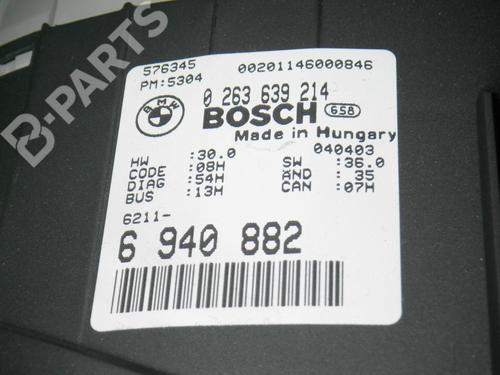 B-PARTS
576345 00201146000846
PM:5304
BMW 0 263 639 214
BOSCH 658
Made in Hungary
040403
HW :30.0 SW :36.0
CODE :08H ÄND : 35
DIAG :54H CAN :07H
BUS :13H
6211-
6 940 882